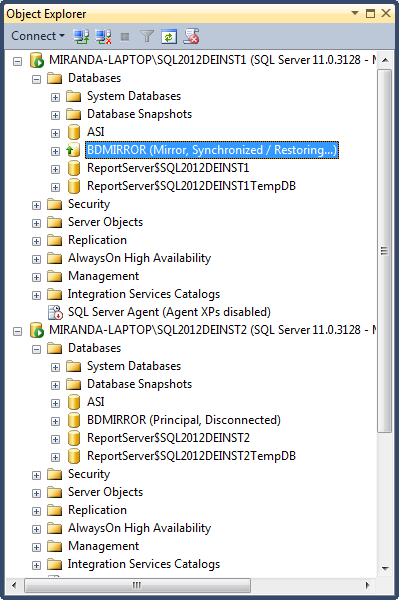 Object Explorer
Connect
MIRANDA-LAPTOP\SQL2012DEINST1 (SQL Server 11.0.3128 - M
Databases
System Databases
Database Snapshots
ASI
BDMIRROR (Mirror, Synchronized / Restoring...)
ReportServer$SQL2012DEINST1
ReportServer$SQL2012DEINST1TempDB
Security
Server Objects
Replication
AlwaysOn High Availability
Management
Integration Services Catalogs
SQL Server Agent (Agent XPs disabled)
MIRANDA-LAPTOP\SQL2012DEINST2 (SQL Server 11.0.3128 - M
Databases
System Databases
Database Snapshots
ASI
BDMIRROR (Principal, Disconnected)
ReportServer$SQL2012DEINST2
ReportServer$SQL2012DEINST2TempDB
Security
Server Objects
Replication
AlwaysOn High Availability
Management
Integration Services Catalogs